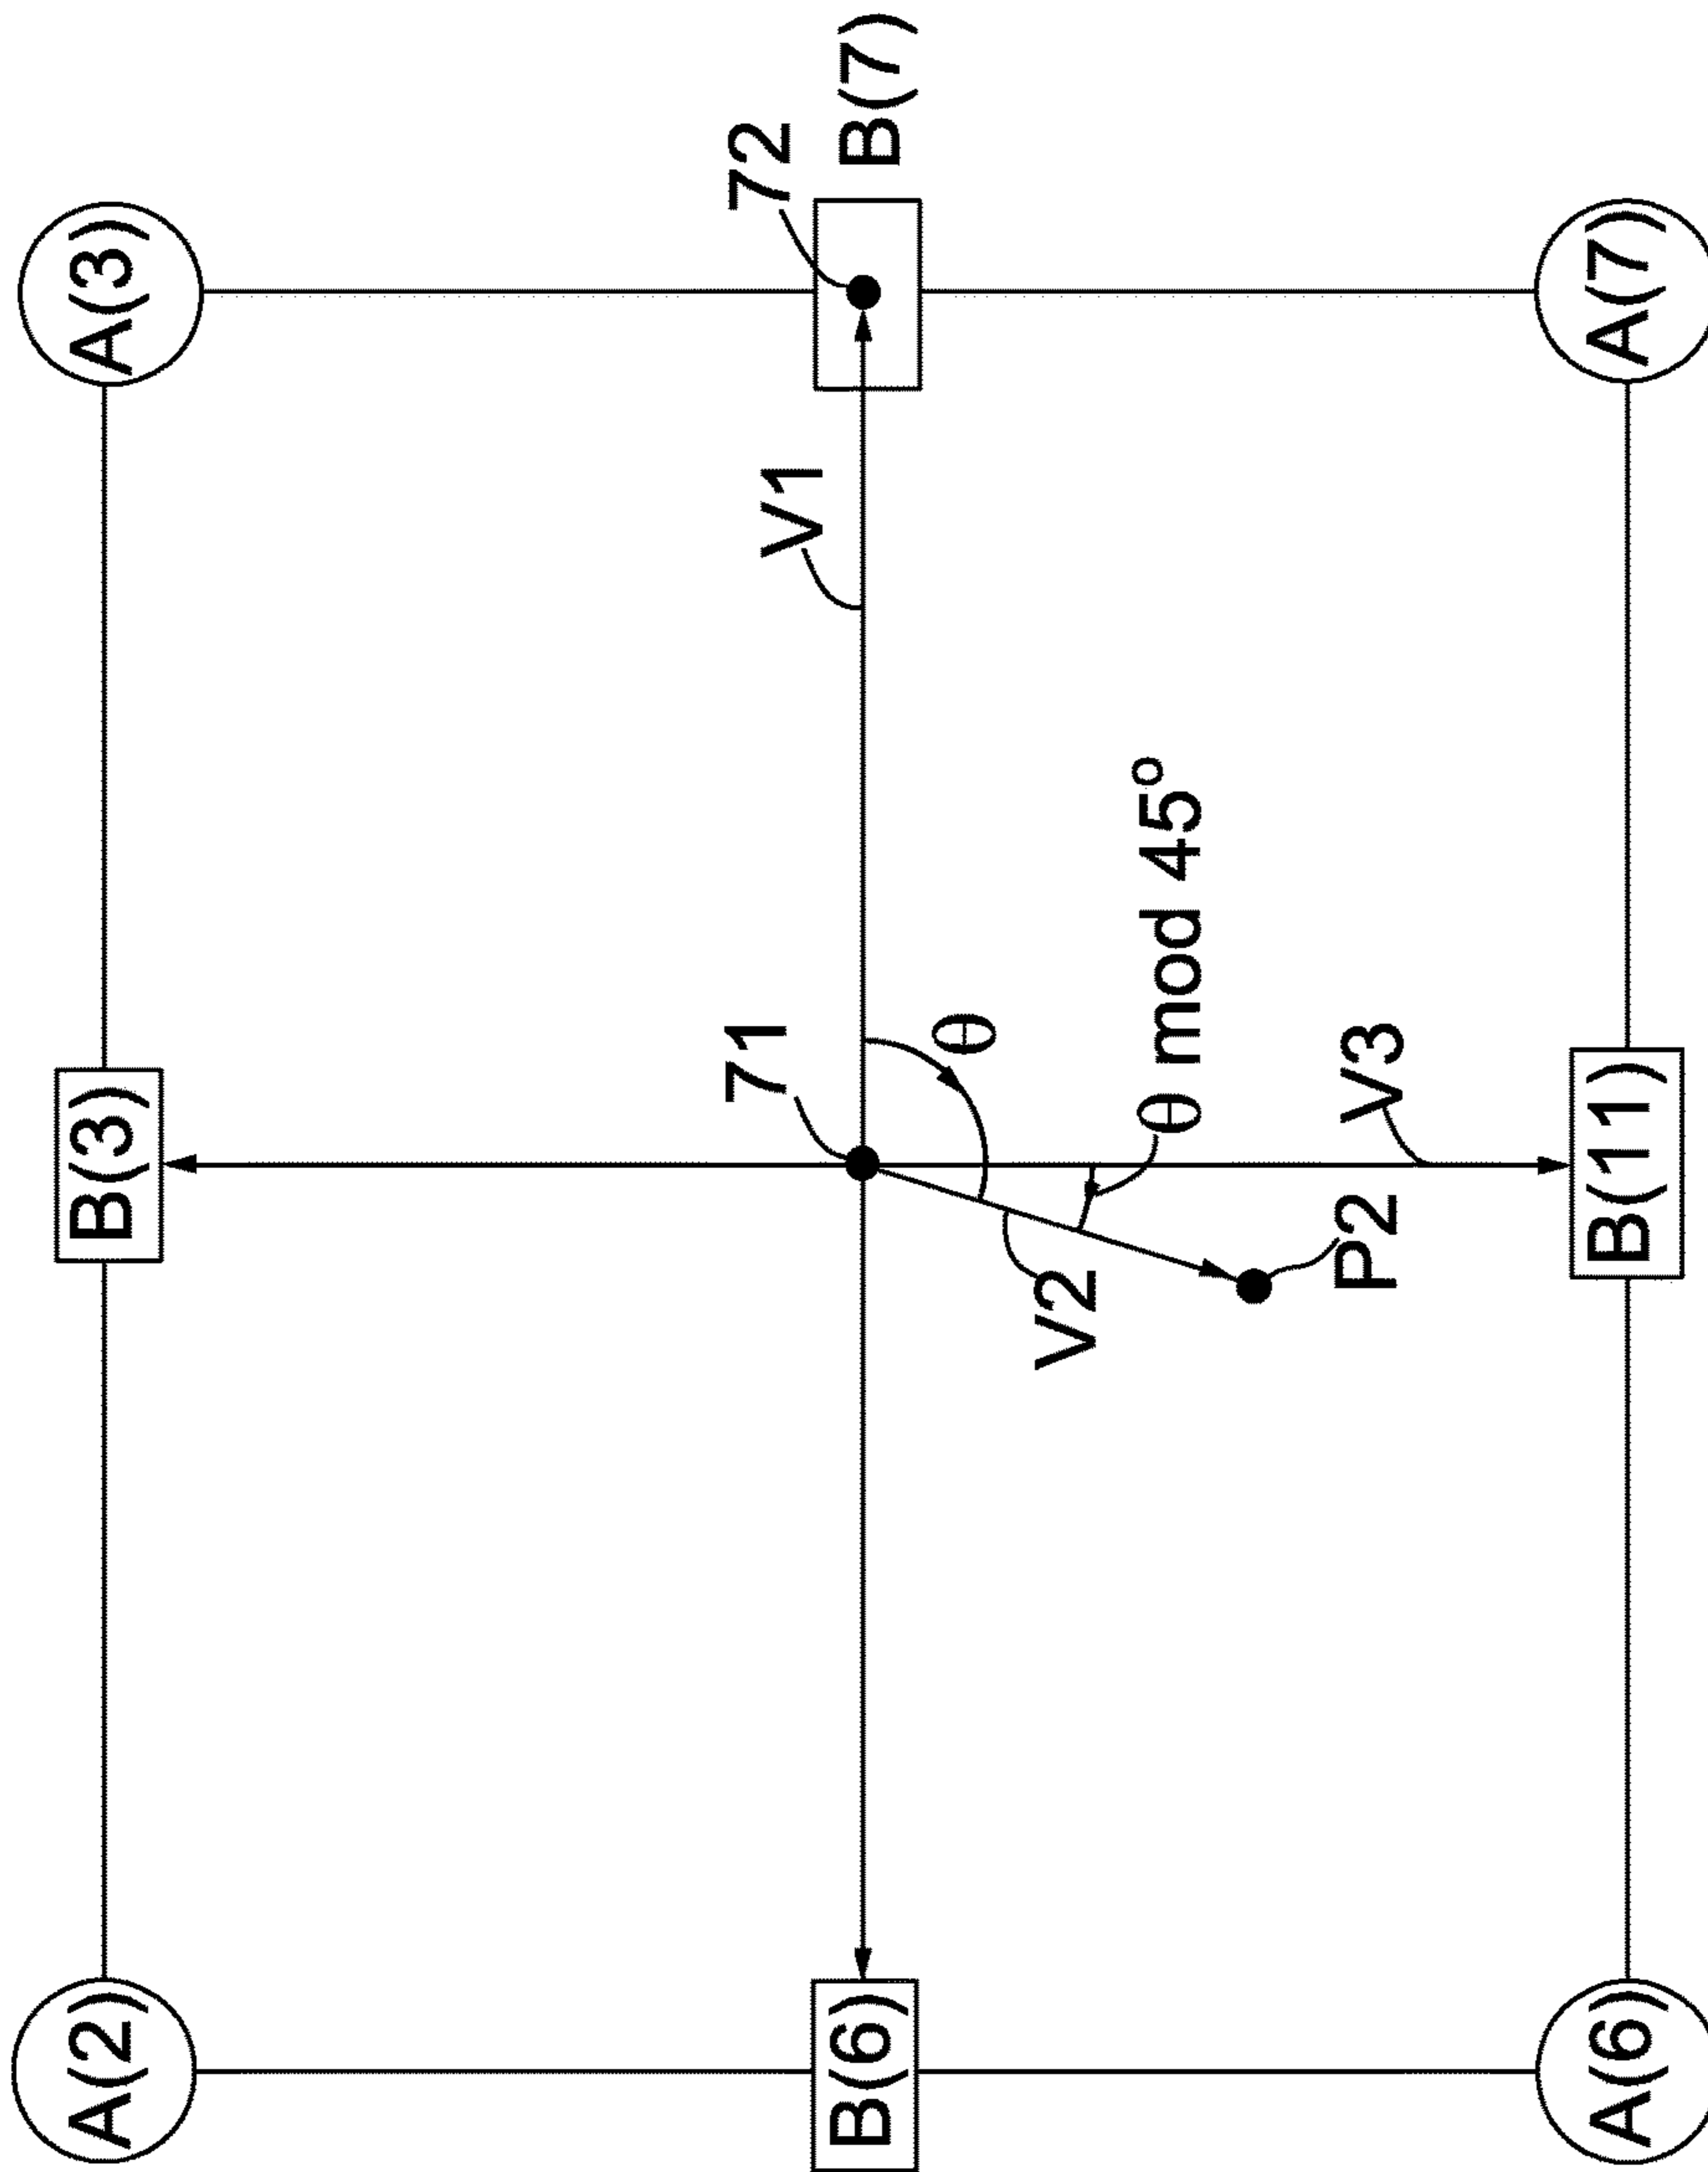 A(2)
B(3)
A(3)
71
72
V1
B(6)
B(7)
θ
V2
θ mod 45°
P2
V3
A(6)
B(11)
A(7)